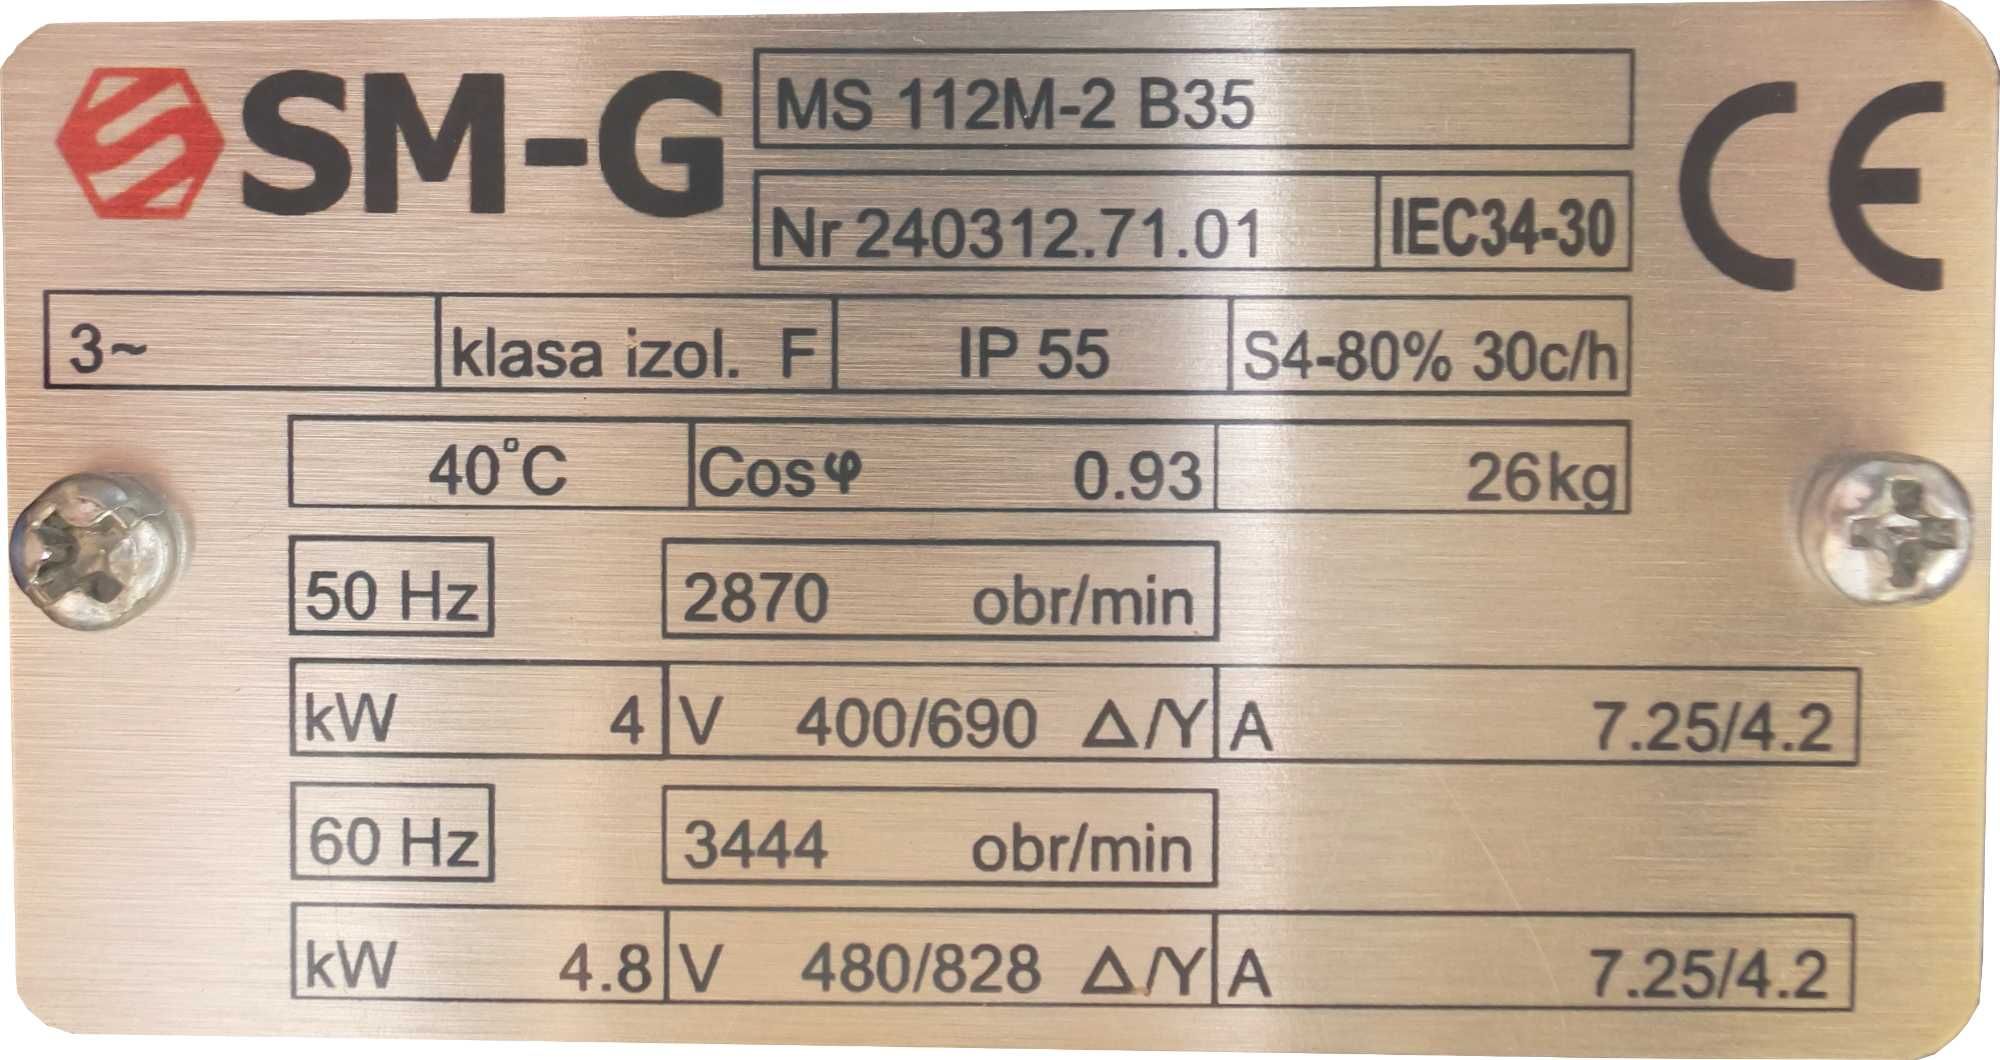 SM-G
MS 112M-2 B35
Nr 240312.71.01 IEC34-30
CE
3~ klasa izol. F IP 55 S4-80% 30c/h
40°C Cosφ 0.93 26kg
50 Hz 2870 obr/min
kW 4 V 400/690 Δ/Y A 7.25/4.2
60 Hz 3444 obr/min
kW 4.8 V 480/828 Δ/Y A 7.25/4.2